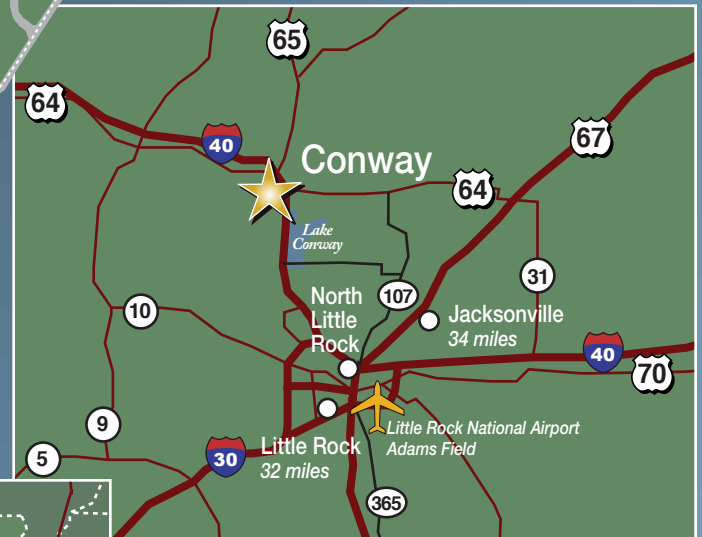 65
64
40
67
Conway
64
Lake
Conway
31
107
North
Little
Rock
10
Jacksonville
34 miles
40
70
9
Little Rock National Airport
Adams Field
5
30
Little Rock
32 miles
365